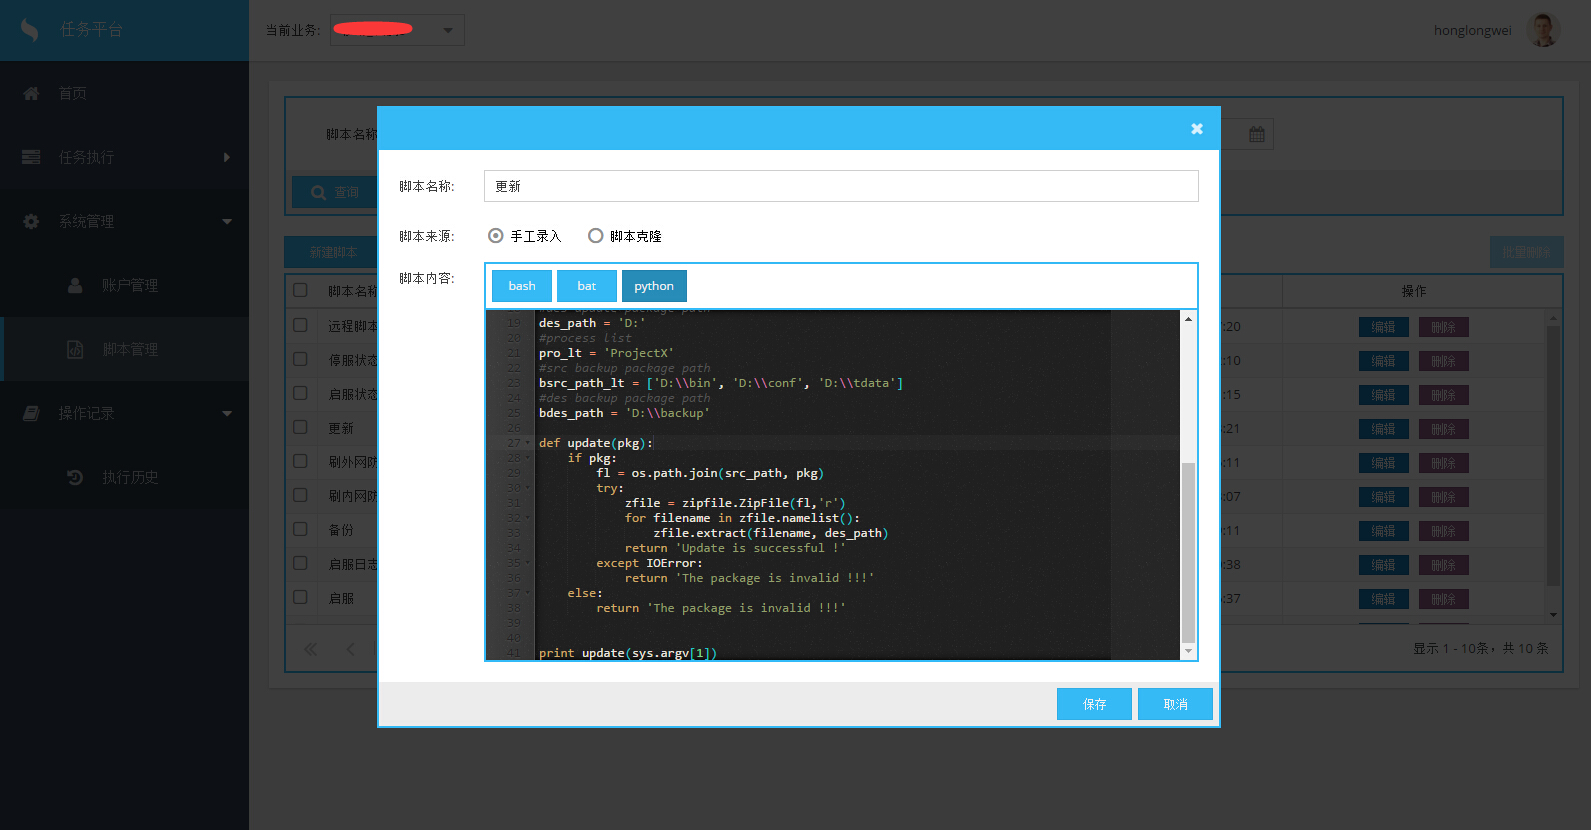 任务平台
当前业务:
honglongwei
首页
任务执行
系统管理
账户管理
脚本管理
操作记录
执行历史
脚本名称
查询
新建脚本
批量删除
脚本名称
操作
远程脚本
:20
编辑
删除
停服状态
:10
编辑
删除
启服状态
:15
编辑
删除
更新
:21
编辑
删除
刷外网防
:11
编辑
删除
刷内网防
:07
编辑
删除
备份
:11
编辑
删除
启服日志
:38
编辑
删除
启服
:37
编辑
删除
显示 1 - 10条，共 10 条
脚本名称:
更新
脚本来源:
手工录入
脚本克隆
脚本内容:
bash
bat
python
18 #des update package path
19 des_path = 'D:'
20 #process list
21 pro_lt = 'ProjectX'
22 #src backup package path
23 bsrc_path_lt = ['D:\\bin', 'D:\\conf', 'D:\\tdata']
24 #des backup package path
25 bdes_path = 'D:\\backup'
26
27 def update(pkg):
28     if pkg:
29         fl = os.path.join(src_path, pkg)
30         try:
31             zfile = zipfile.ZipFile(fl,'r')
32             for filename in zfile.namelist():
33                 zfile.extract(filename, des_path)
34             return 'Update is successful !'
35         except IOError:
36             return 'The package is invalid !!!'
37     else:
38         return 'The package is invalid !!!'
39
40
41 print update(sys.argv[1])
保存
取消